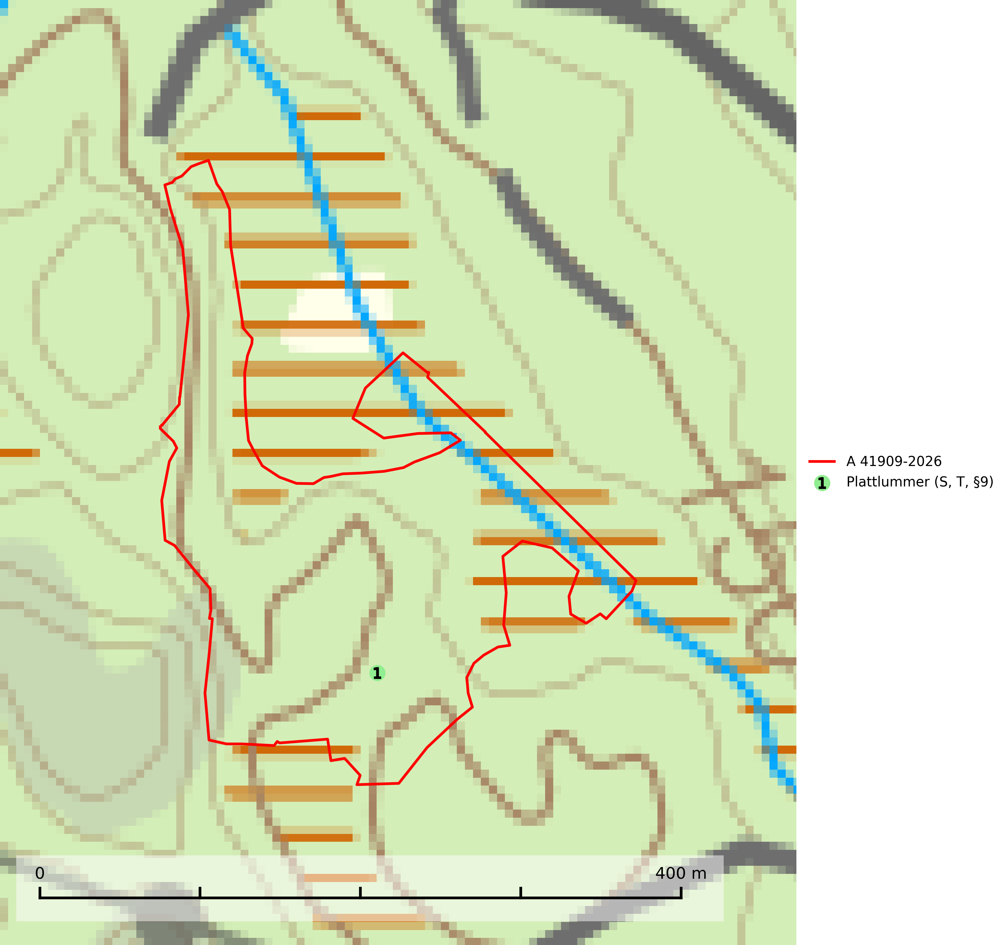 A 41909-2026
1 Plattlummer (S, T, §9)
1
0 400 m